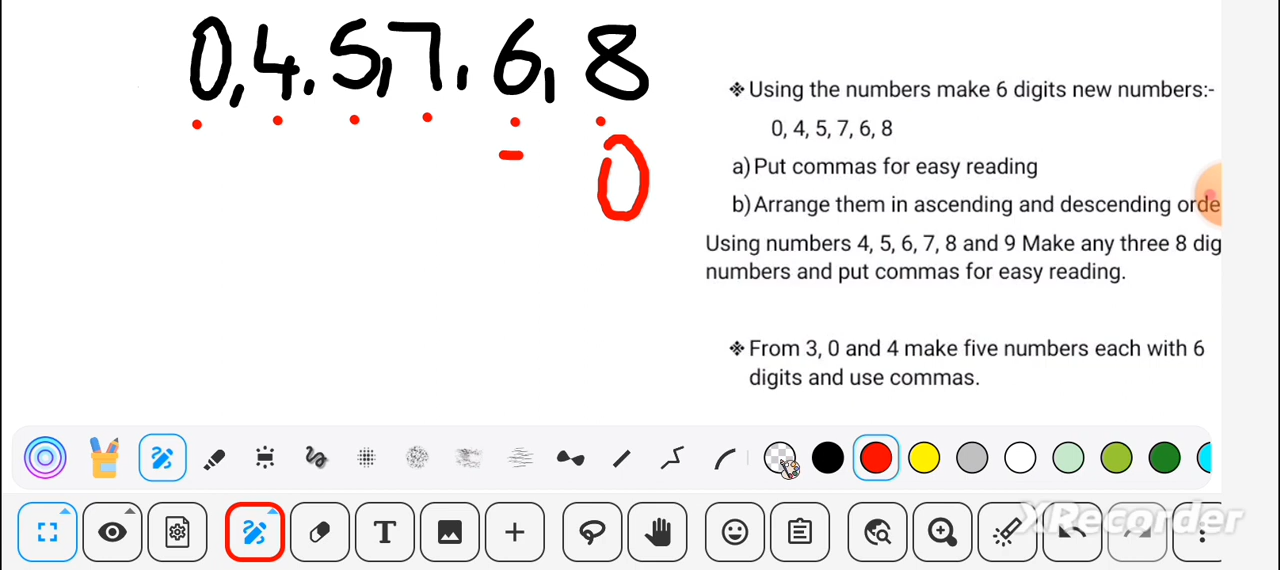 0, 4, 5, 7, 6, 8
0
❖ Using the numbers make 6 digits new numbers:-
0, 4, 5, 7, 6, 8
a) Put commas for easy reading
b) Arrange them in ascending and descending orde
Using numbers 4, 5, 6, 7, 8 and 9 Make any three 8 dig
numbers and put commas for easy reading.
❖ From 3, 0 and 4 make five numbers each with 6
digits and use commas.
T
XRecorder